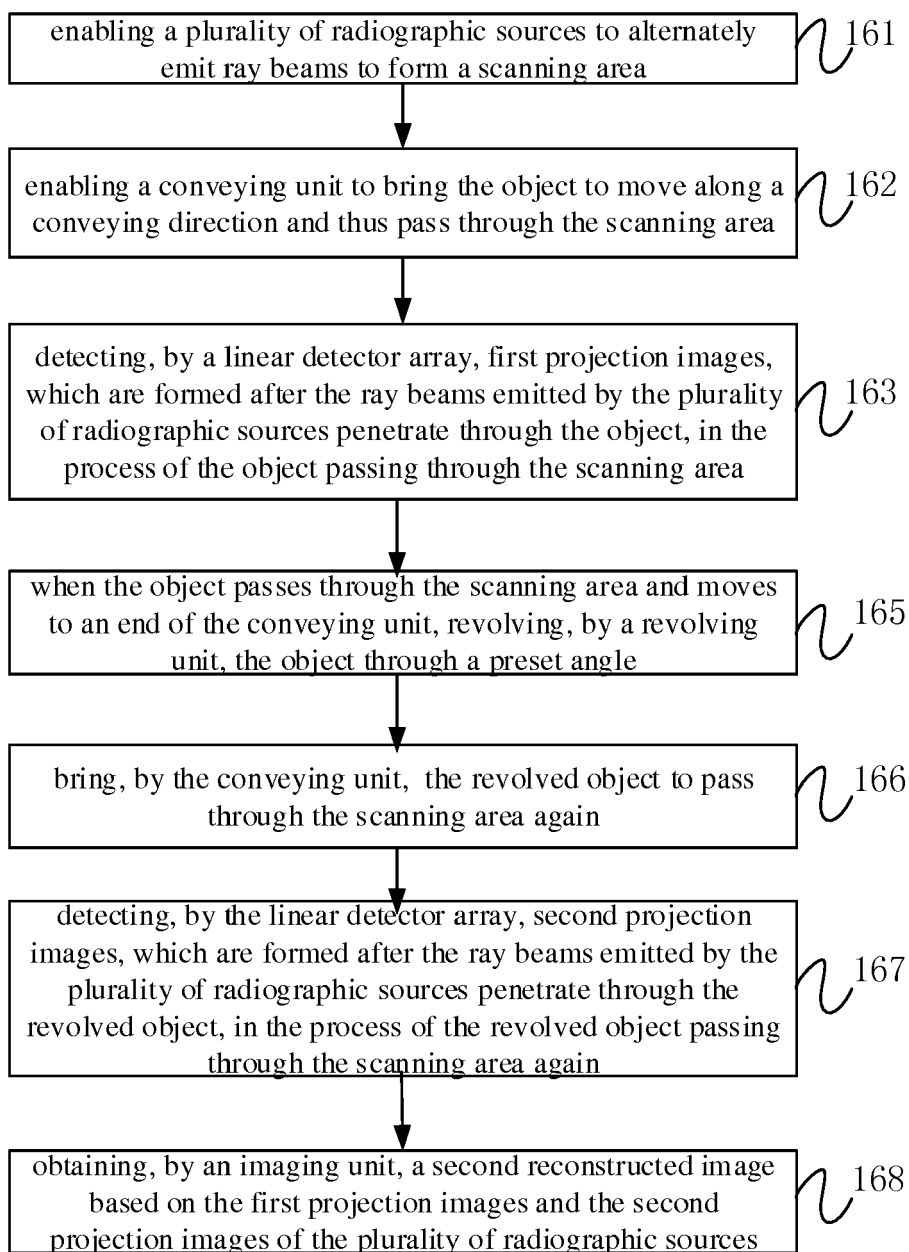 enabling a plurality of radiographic sources to alternately
emit ray beams to form a scanning area
161
enabling a conveying unit to bring the object to move along a
conveying direction and thus pass through the scanning area
162
detecting, by a linear detector array, first projection images,
which are formed after the ray beams emitted by the plurality
of radiographic sources penetrate through the object, in the
process of the object passing through the scanning area
163
when the object passes through the scanning area and moves
to an end of the conveying unit, revolving, by a revolving
unit, the object through a preset angle
165
bring, by the conveying unit, the revolved object to pass
through the scanning area again
166
detecting, by the linear detector array, second projection
images, which are formed after the ray beams emitted by the
plurality of radiographic sources penetrate through the
revolved object, in the process of the revolved object passing
through the scanning area again
167
obtaining, by an imaging unit, a second reconstructed image
based on the first projection images and the second
projection images of the plurality of radiographic sources
168